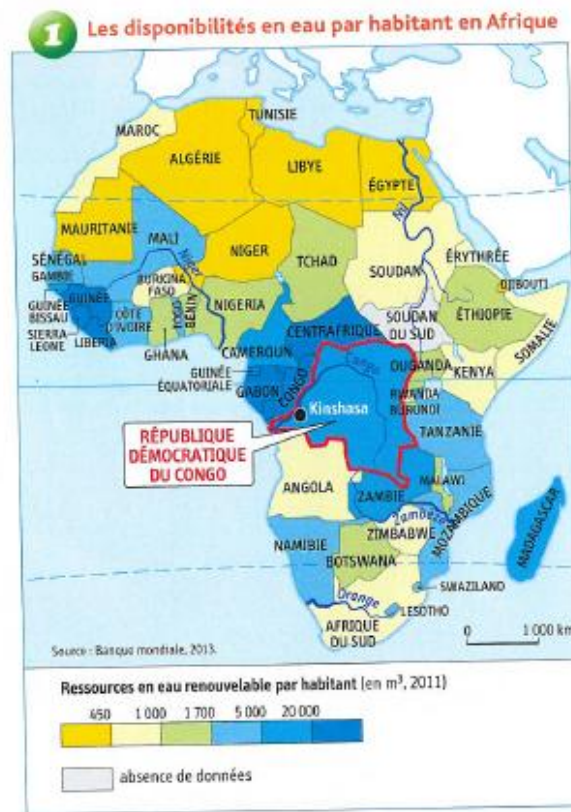 1 Les disponibilités en eau par habitant en Afrique
MAROC
TUNISIE
ALGÉRIE
LIBYE
ÉGYPTE
Nil
MAURITANIE
MALI
NIGER
Niger
TCHAD
SOUDAN
ÉRYTHRÉE
DJIBOUTI
SÉNÉGAL
GAMBIE
GUINÉE
BISSAU
GUINÉE
SIERRA
LEONE
LIBERIA
CÔTE
D'IVOIRE
BURKINA
FASO
GHANA
TOGO
BÉNIN
NIGERIA
CAMEROUN
CENTRAFRIQUE
SOUDAN
DU SUD
ÉTHIOPIE
SOMALIE
GUINÉE
ÉQUATORIALE
GABON
CONGO
Congo
OUGANDA
KENYA
RWANDA
BURUNDI
Kinshasa
TANZANIE
RÉPUBLIQUE
DÉMOCRATIQUE
DU CONGO
ANGOLA
ZAMBIE
MALAWI
Zambèze
MOZAMBIQUE
MADAGASCAR
ZIMBABWE
NAMIBIE
BOTSWANA
SWAZILAND
Orange
LESOTHO
AFRIQUE
DU SUD
0 1 000 km
Source : Banque mondiale, 2013.
Ressources en eau renouvelable par habitant (en m³, 2011)
650 1 000 1 700 5 000 20 000
absence de données